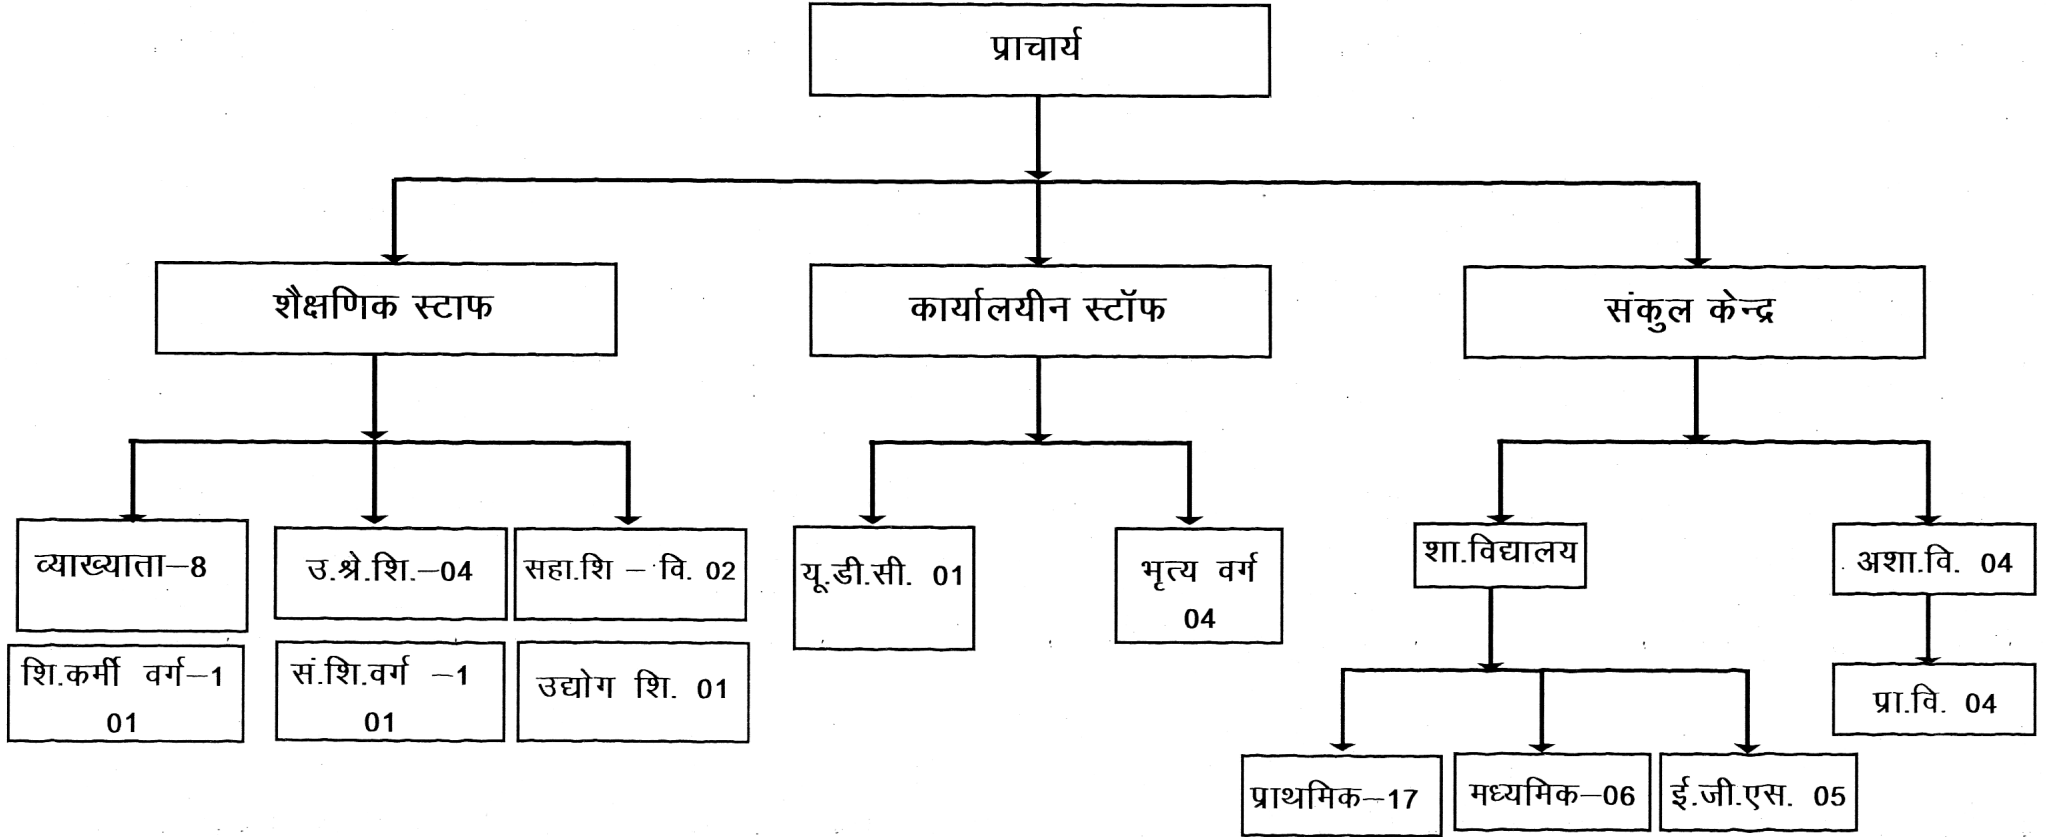 प्राचार्य
शैक्षणिक स्टाफ
कार्यालयीन स्टॉफ
संकुल केन्द्र
व्याख्याता–8
उ.श्रे.शि.–04
सहा.शि – वि. 02
यू.डी.सी. 01
भृत्य वर्ग
04
शा.विद्यालय
अशा.वि. 04
शि.कर्मी वर्ग–1
01
सं.शि.वर्ग –1
01
उद्योग शि. 01
प्रा.वि. 04
प्राथमिक–17
मध्यमिक–06
ई.जी.एस. 05